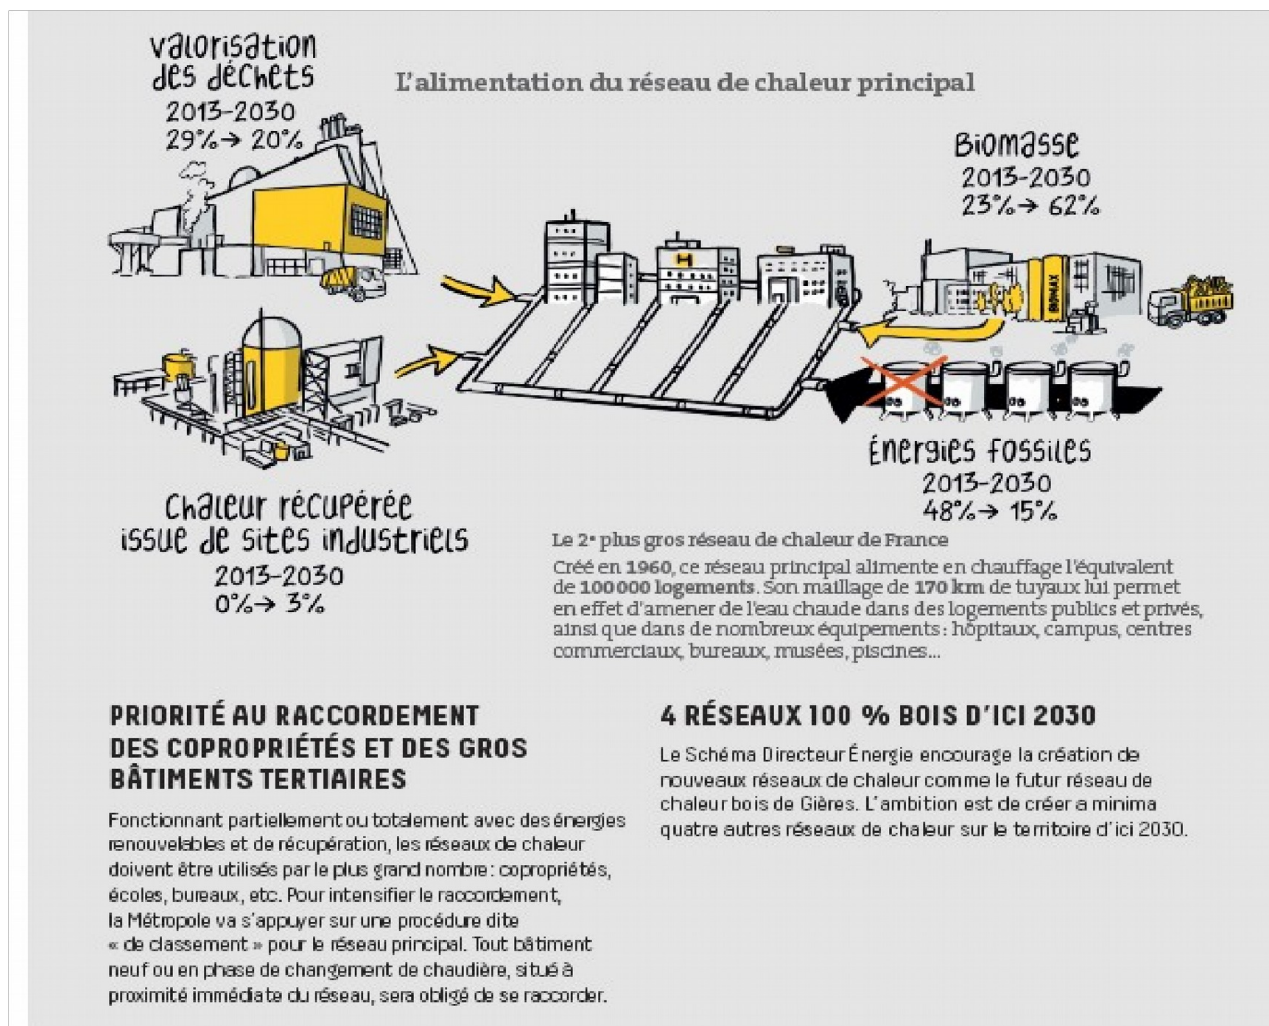 L'alimentation du réseau de chaleur principal
valorisation
des déchets
2013-2030
29%→ 20%
Biomasse
2013-2030
23%→ 62%
H
BIOMAX
Énergies fossiles
2013-2030
48%→ 15%
Chaleur récupérée
issue de sites industriels
2013-2030
0%→ 3%
Le 2e plus gros réseau de chaleur de France
Créé en 1960, ce réseau principal alimente en chauffage l'équivalent
de 100 000 logements. Son maillage de 170 km de tuyaux lui permet
en effet d'amener de l'eau chaude dans des logements publics et privés,
ainsi que dans de nombreux équipements : hôpitaux, campus, centres
commerciaux, bureaux, musées, piscines...
PRIORITÉ AU RACCORDEMENT
DES COPROPRIÉTÉS ET DES GROS
BÂTIMENTS TERTIAIRES
Fonctionnant partiellement ou totalement avec des énergies
renouvelables et de récupération, les réseaux de chaleur
doivent être utilisés par le plus grand nombre : copropriétés,
écoles, bureaux, etc. Pour intensifier le raccordement,
la Métropole va s'appuyer sur une procédure dite
« de classement » pour le réseau principal. Tout bâtiment
neuf ou en phase de changement de chaudière, situé à
proximité immédiate du réseau, sera obligé de se raccorder.
4 RÉSEAUX 100 % BOIS D'ICI 2030
Le Schéma Directeur Énergie encourage la création de
nouveaux réseaux de chaleur comme le futur réseau de
chaleur bois de Gières. L'ambition est de créer a minima
quatre autres réseaux de chaleur sur le territoire d'ici 2030.